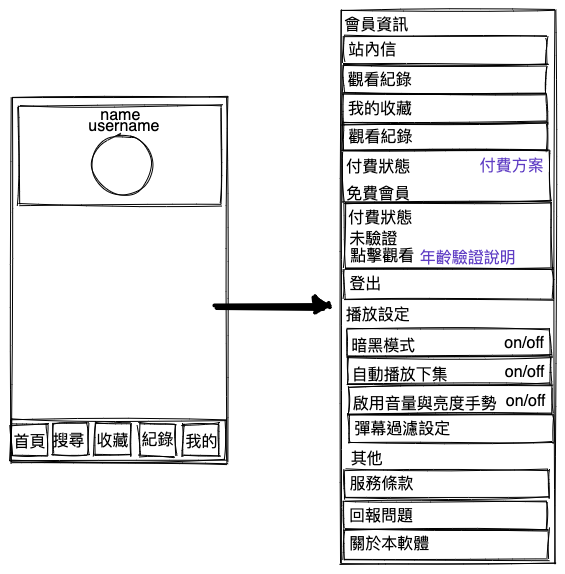 name
username
首頁
搜尋
收藏
紀錄
我的
會員資訊
站內信
觀看紀錄
我的收藏
觀看紀錄
付費狀態 付費方案
免費會員
付費狀態
未驗證
點擊觀看 年齡驗證說明
登出
播放設定
暗黑模式 on/off
自動播放下集 on/off
啟用音量與亮度手勢 on/off
彈幕過濾設定
其他
服務條款
回報問題
關於本軟體